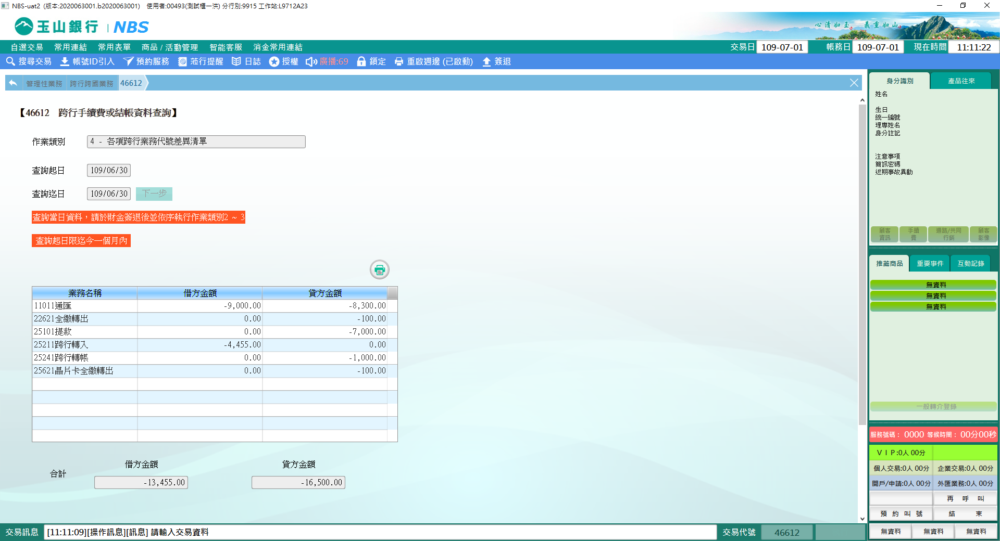 NBS-uat2 (版本:2020063001.b2020063001) 使用者:00493(測試櫃一洪) 分行別:9915 工作站:L9712A23
玉山銀行 | NBS
心清如玉 義重如山
自選交易 常用連結 常用表單 商品 / 活動管理 智能客服 消金常用連結 交易日 109-07-01 帳務日 109-07-01 現在時間 11:11:22
搜尋交易 帳號ID引入 預約服務 蒞行提醒 日誌 授權 廣播:69 鎖定 重啟週邊 (已啟動) 簽退
管理性業務 跨行跨國業務 46612
【46612 跨行手續費或結帳資料查詢】
作業類別 4 - 各項跨行業務代號差異清單
查詢起日 109/06/30
查詢迄日 109/06/30 下一步
查詢當日資料，請於財金簽退後並依序執行作業類別2 ~ 3
查詢起日限迄今一個月內
業務名稱 借方金額 貸方金額
11011通匯 -9,000.00 -8,300.00
22621全繳轉出 0.00 -100.00
25101提款 0.00 -7,000.00
25211跨行轉入 -4,455.00 0.00
25241跨行轉帳 0.00 -1,000.00
25621晶片卡全繳轉出 0.00 -100.00
借方金額 貸方金額
合計 -13,455.00 -16,500.00
身分識別 產品往來
姓名
生日
統一編號
理專姓名
身分註記
注意事項
簡訊密碼
近期事故異動
顧客資訊 手續費 通路/共同行銷 顧客影像
推薦商品 重要事件 互動記錄
無資料
無資料
無資料
一般轉介登錄
服務號碼： 0000 等候時間： 00分00秒
ＶＩＰ:0人 00分
個人交易:0人 00分 企業交易:0人 00分
開戶/申請:0人 00分 外匯業務:0人 00分
再 呼 叫
預 約 叫 號 結 束
無資料 無資料 無資料
交易訊息 [11:11:09][操作訊息][訊息] 請輸入交易資料 交易代號 46612